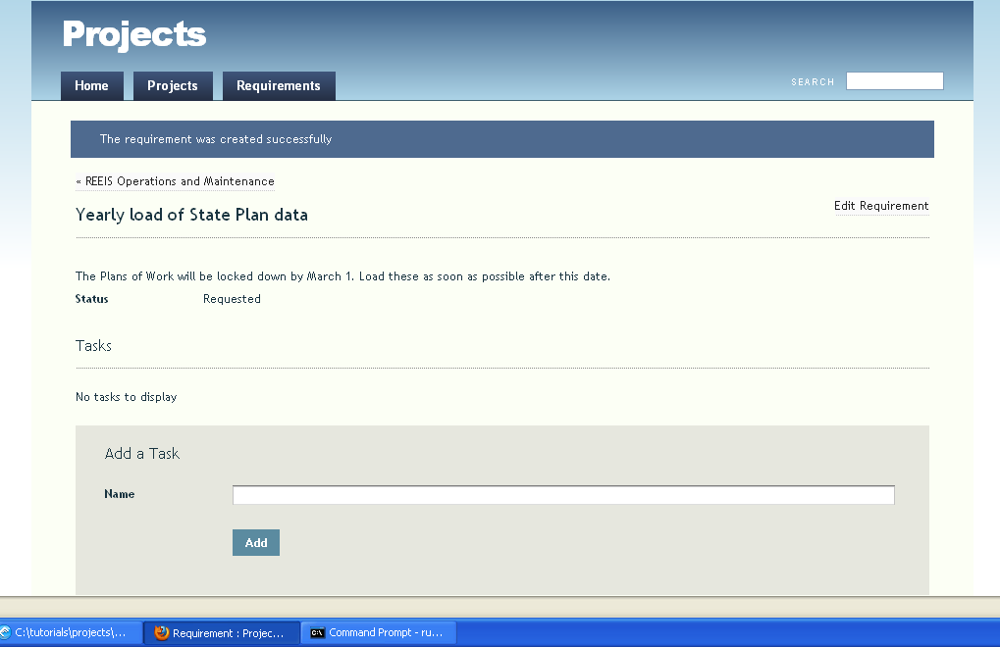 Projects
Home Projects Requirements SEARCH
The requirement was created successfully
« REEIS Operations and Maintenance
Edit Requirement
Yearly load of State Plan data
The Plans of Work will be locked down by March 1. Load these as soon as possible after this date.
Status Requested
Tasks
No tasks to display
Add a Task
Name
Add
C:\tutorials\projects\... Requirement : Projec... Command Prompt - ru...